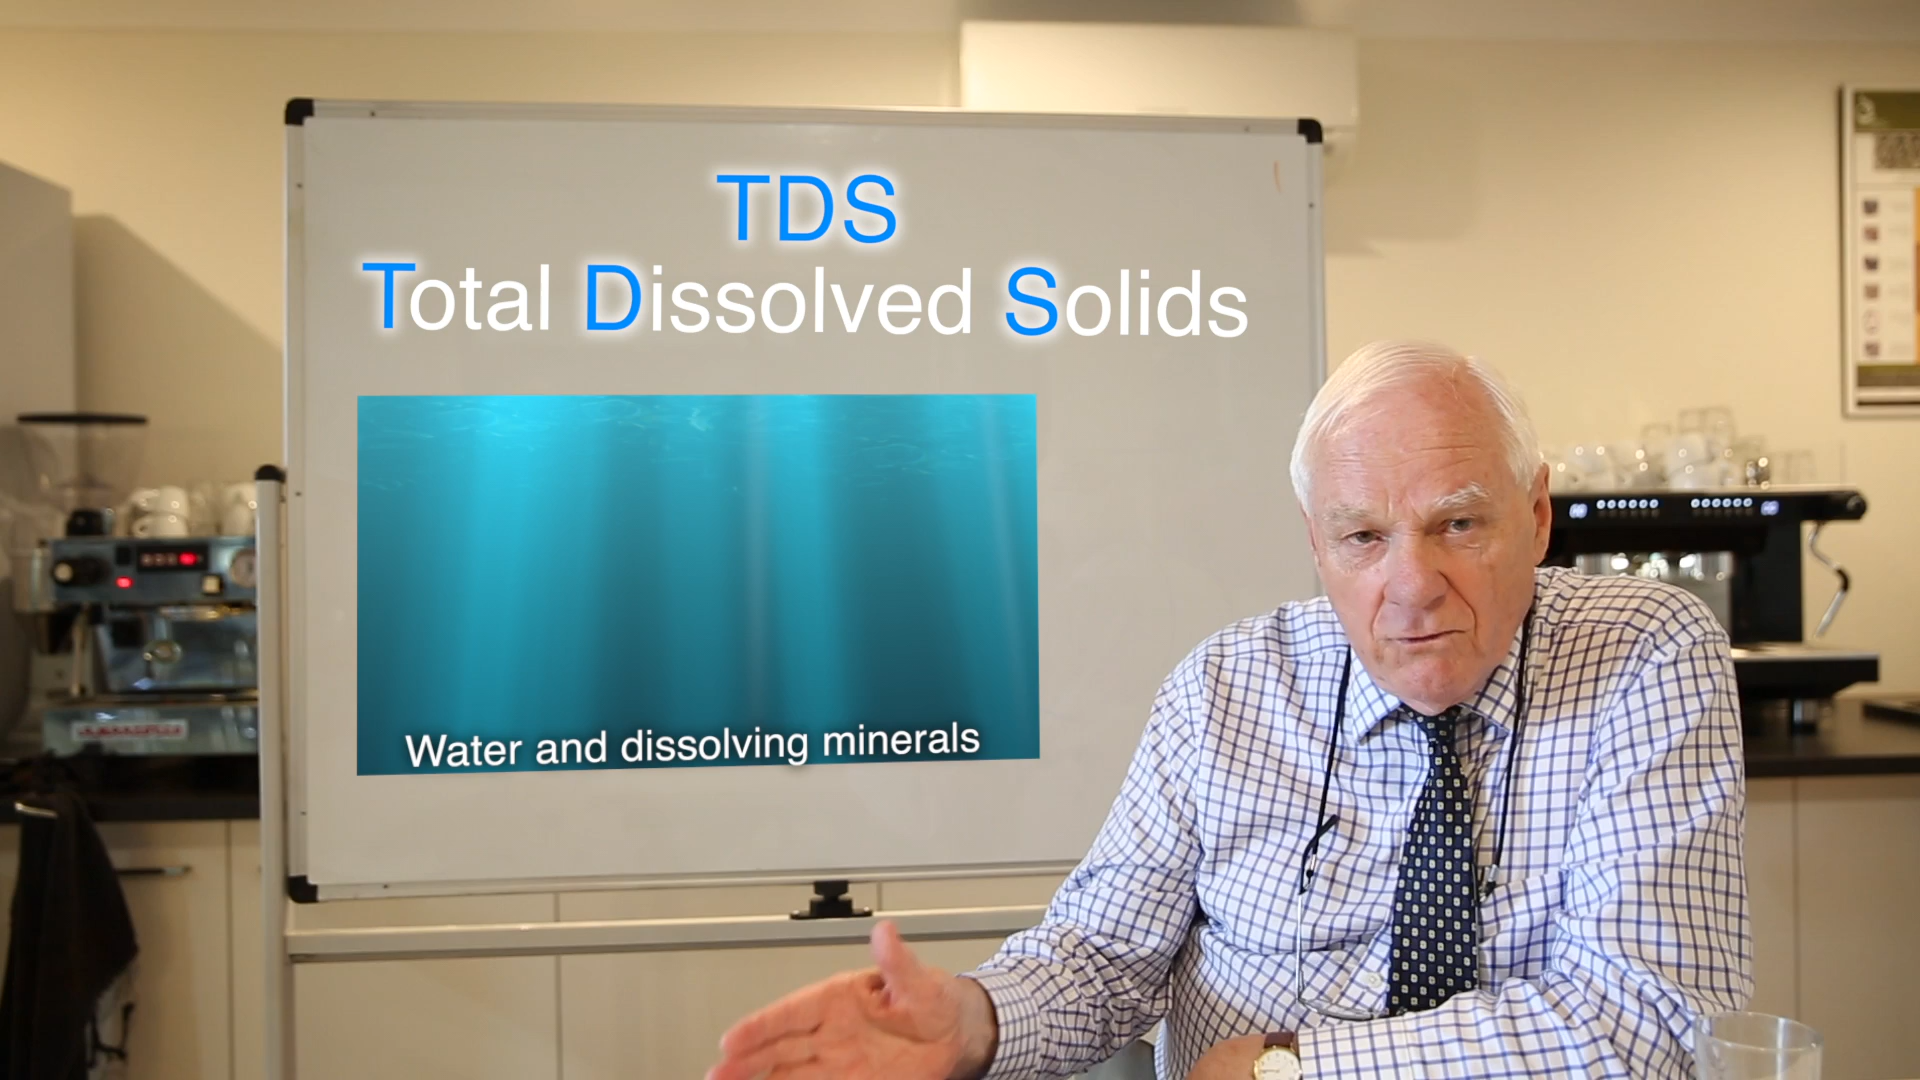 TDS
Total Dissolved Solids
Water and dissolving minerals